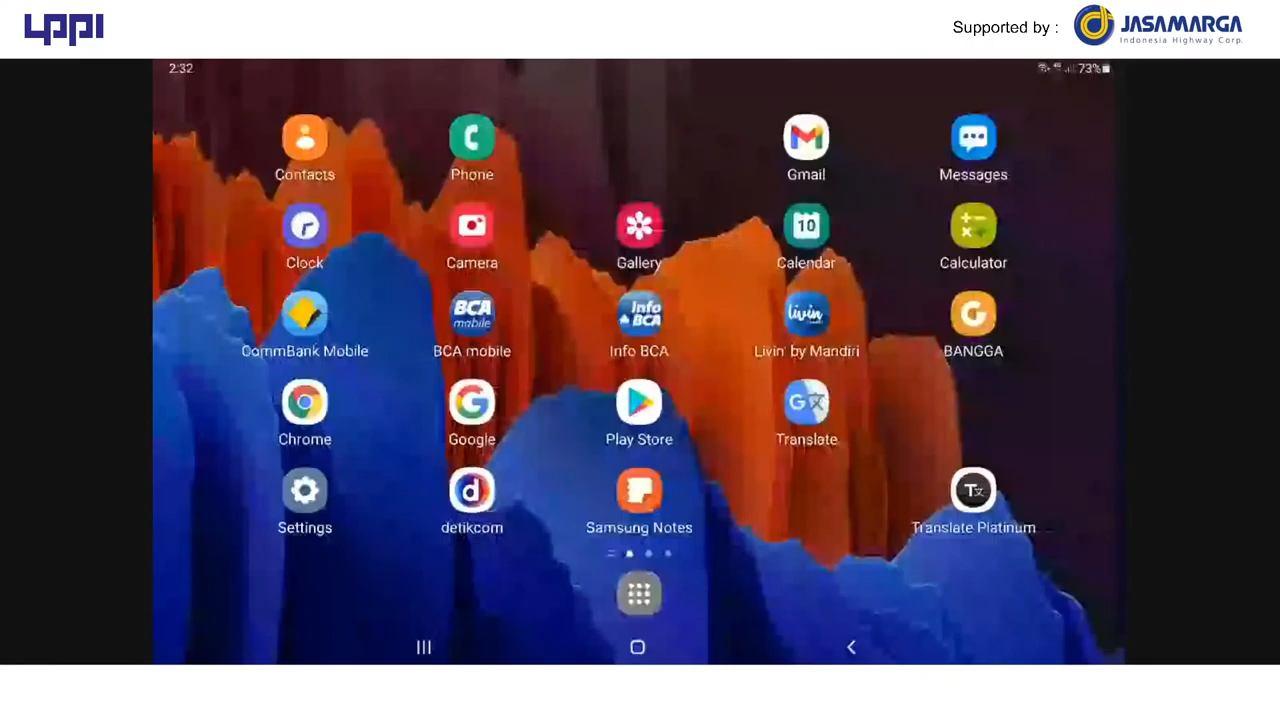 LPPI
Supported by :
JASAMARGA
Indonesia Highway Corp.
2:32
73%
Contacts
Phone
Gmail
Messages
10
Clock
Camera
Gallery
Calendar
Calculator
BCA mobile
Info BCA
livin
CommBank Mobile
BCA mobile
Info BCA
Livin' by Mandiri
BANGGA
Chrome
Google
Play Store
Translate
Settings
detikcom
Samsung Notes
Translate Platinum